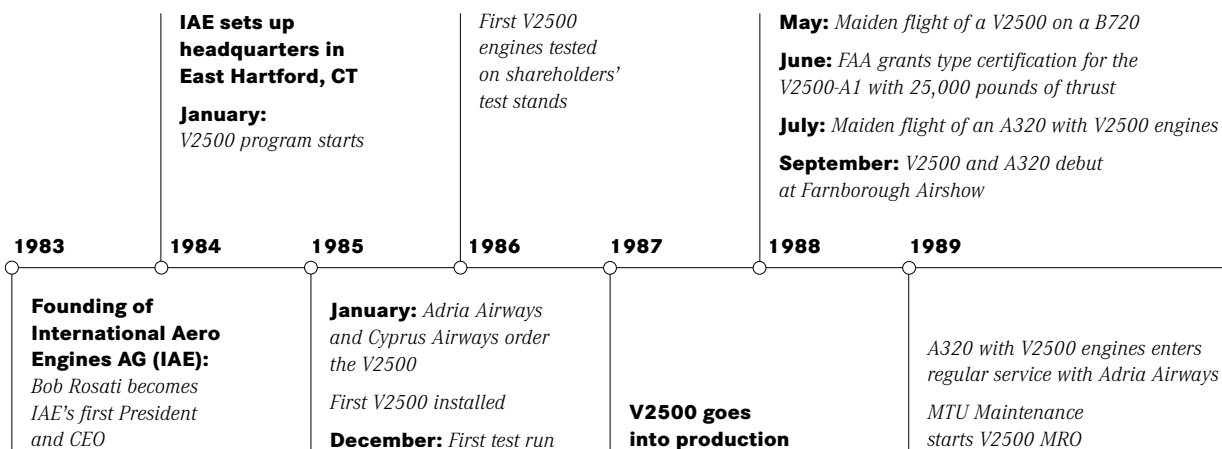 IAE sets up
headquarters in
East Hartford, CT
January:
V2500 program starts
First V2500
engines tested
on shareholders'
test stands
May: Maiden flight of a V2500 on a B720
June: FAA grants type certification for the
V2500-A1 with 25,000 pounds of thrust
July: Maiden flight of an A320 with V2500 engines
September: V2500 and A320 debut
at Farnborough Airshow
1983
1984
1985
1986
1987
1988
1989
Founding of
International Aero
Engines AG (IAE):
Bob Rosati becomes
IAE's first President
and CEO
January: Adria Airways
and Cyprus Airways order
the V2500
First V2500 installed
December: First test run
V2500 goes
into production
A320 with V2500 engines enters
regular service with Adria Airways
MTU Maintenance
starts V2500 MRO